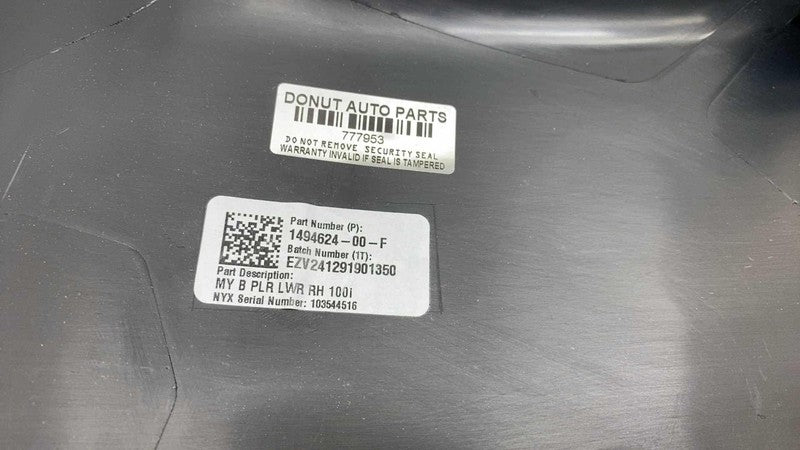 DONUT AUTO PARTS
777953
DO NOT REMOVE SECURITY SEAL
WARRANTY INVALID IF SEAL IS TAMPERED
Part Number (P):
1494624-00-F
Batch Number (1T):
EZV241291901350
Part Description:
MY B PLR LWR RH 100i
NYX Serial Number: 103544516